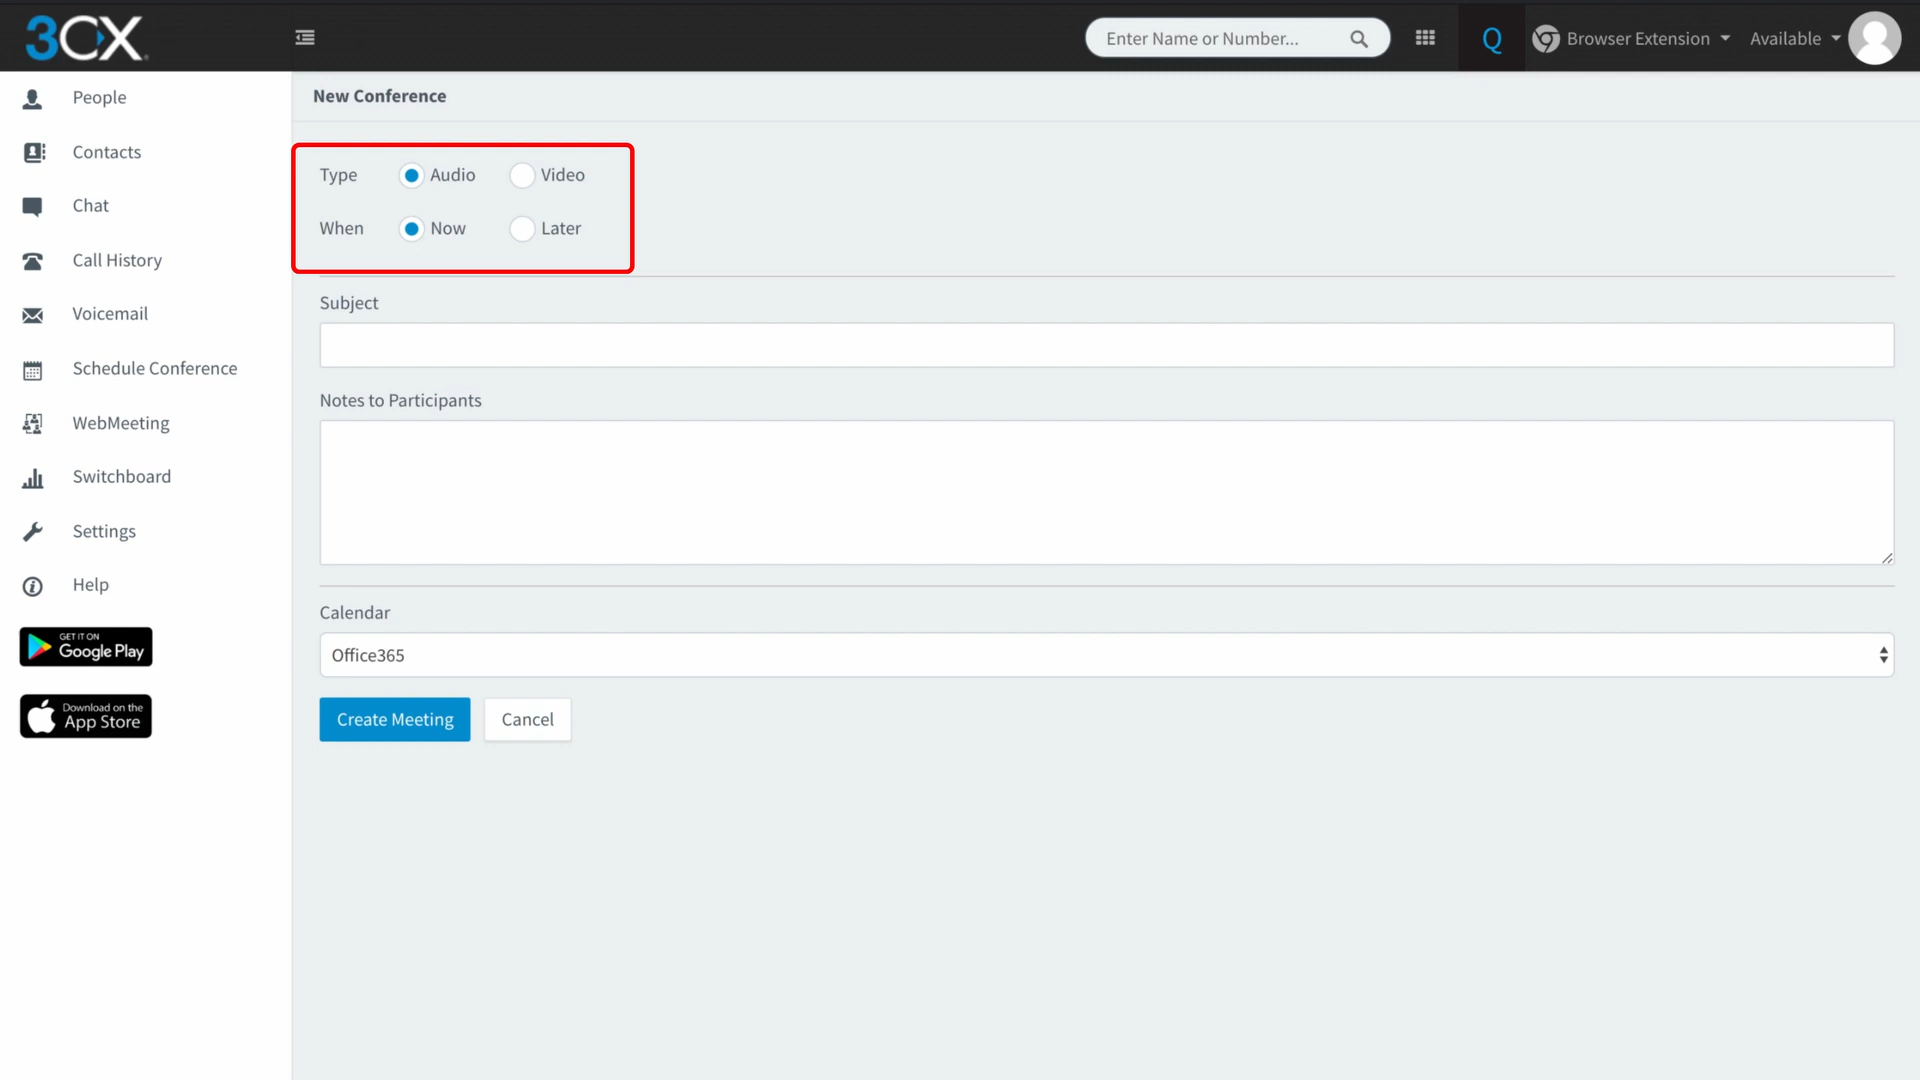 3CX
Enter Name or Number...
Q
Browser Extension
Available
People
Contacts
Chat
Call History
Voicemail
Schedule Conference
WebMeeting
Switchboard
Settings
Help
GET IT ON
Google Play
Download on the
App Store
New Conference
Type Audio Video
When Now Later
Subject
Notes to Participants
Calendar
Office365
Create Meeting Cancel